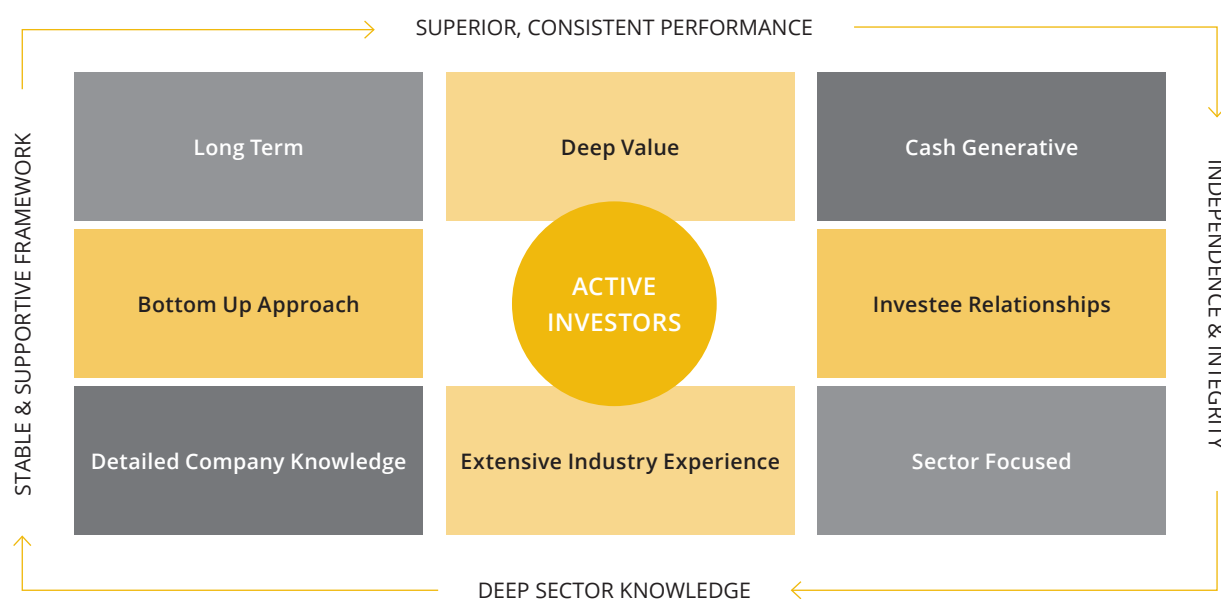 SUPERIOR, CONSISTENT PERFORMANCE
Long Term
Deep Value
Cash Generative
STABLE & SUPPORTIVE FRAMEWORK
Bottom Up Approach
ACTIVE
INVESTORS
Investee Relationships
INDEPENDENCE & INTEGRITY
Detailed Company Knowledge
Extensive Industry Experience
Sector Focused
DEEP SECTOR KNOWLEDGE